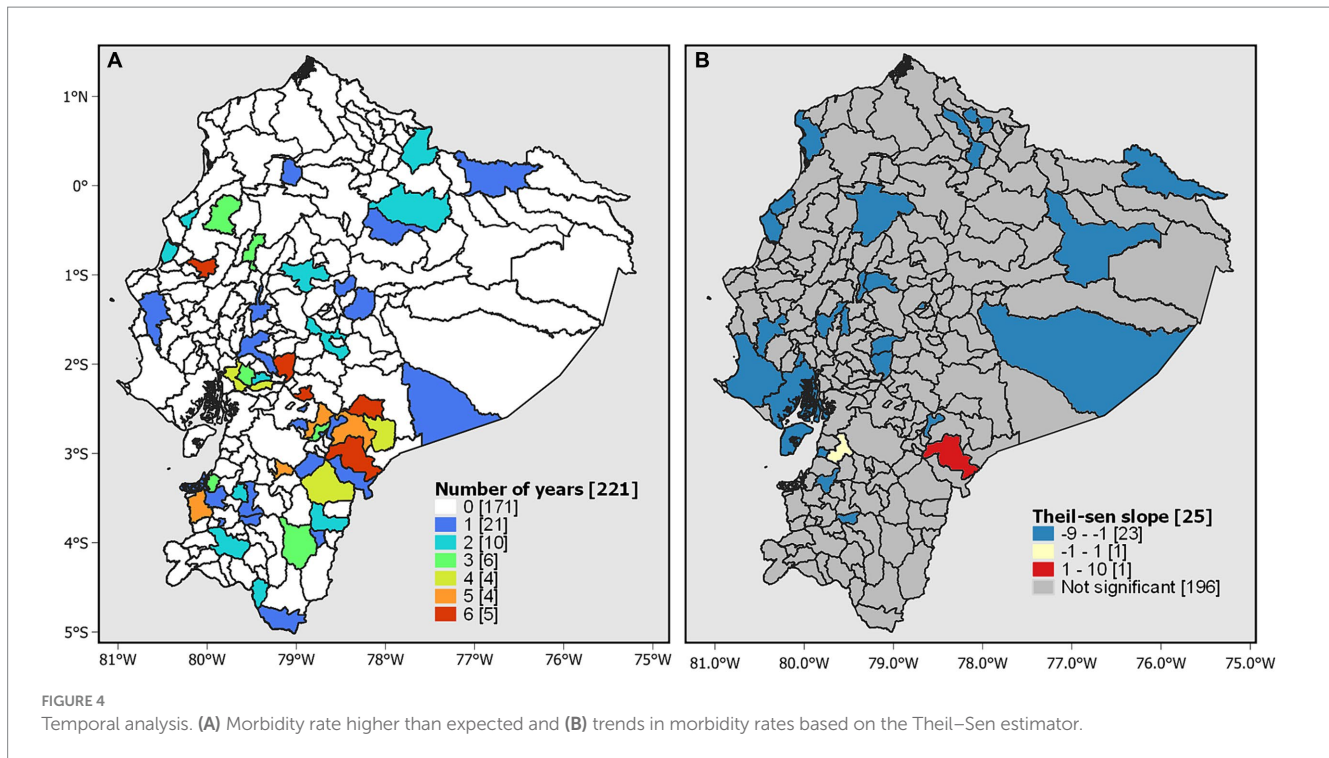 A
B
1°N
0°
1°S
2°S
3°S
4°S
5°S
Number of years [221]
0 [171]
1 [21]
2 [10]
3 [6]
4 [4]
5 [4]
6 [5]
Theil-sen slope [25]
-9 - -1 [23]
-1 - 1 [1]
1 - 10 [1]
Not significant [196]
81°W 80°W 79°W 78°W 77°W 76°W 75°W
81.0°W 80.0°W 79.0°W 78.0°W 77.0°W 76.0°W 75.0°W
FIGURE 4
Temporal analysis. (A) Morbidity rate higher than expected and (B) trends in morbidity rates based on the Theil–Sen estimator.